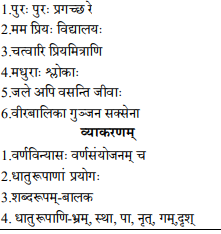 1.पुरः पुरः प्रगच्छ रे
2.मम प्रियः विद्यालयः
3.चत्वारि प्रियमित्राणि
4.मधुराः श्लोकाः
5.जले अपि वसन्ति जीवाः
6.वीरबालिका गुञ्जन सक्सेना
व्याकरणम्
1.वर्णविन्यासः वर्णसंयोजनम् च
2.धातुरूपाणां प्रयोगः
3.शब्दरूपम्-बालक
4. धातुरूपाणि-भ्रम्, स्था, पा, नृत्, गम्,दृश्